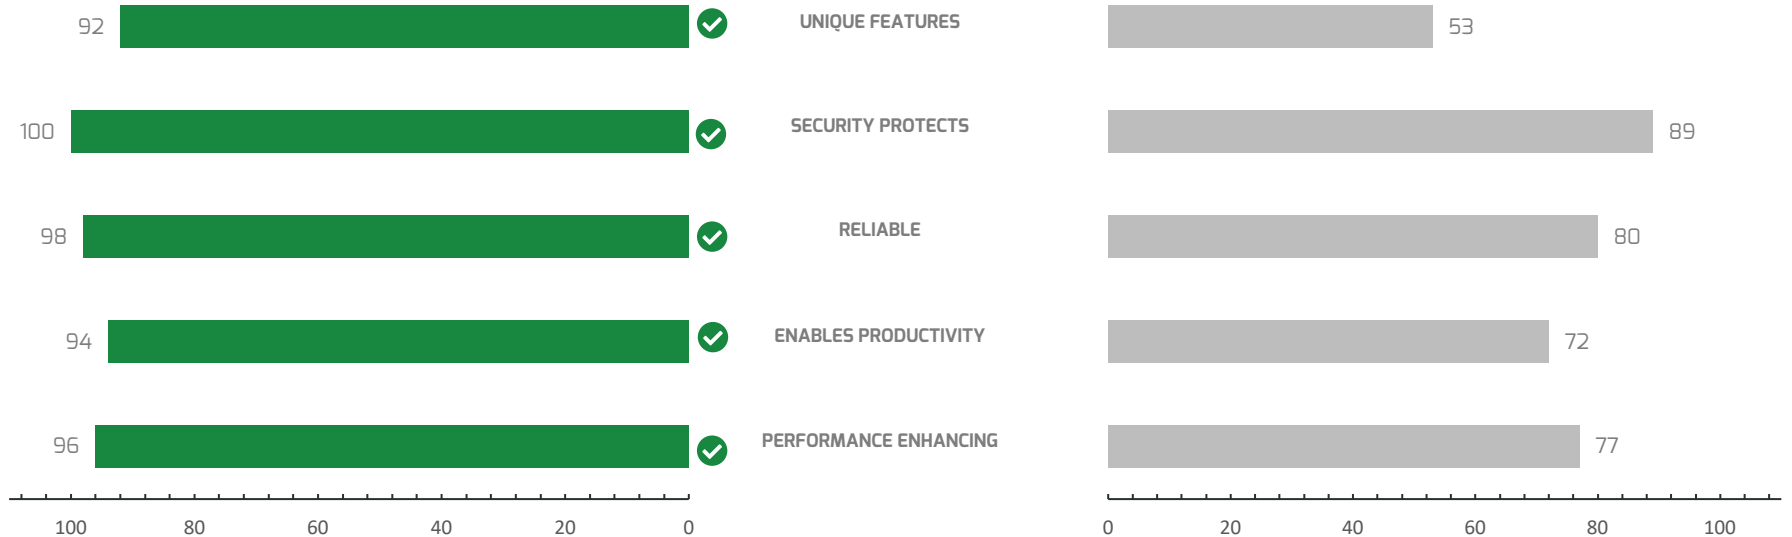 92 UNIQUE FEATURES 53
100 SECURITY PROTECTS 89
98 RELIABLE 80
94 ENABLES PRODUCTIVITY 72
96 PERFORMANCE ENHANCING 77
100 80 60 40 20 0 0 20 40 60 80 100